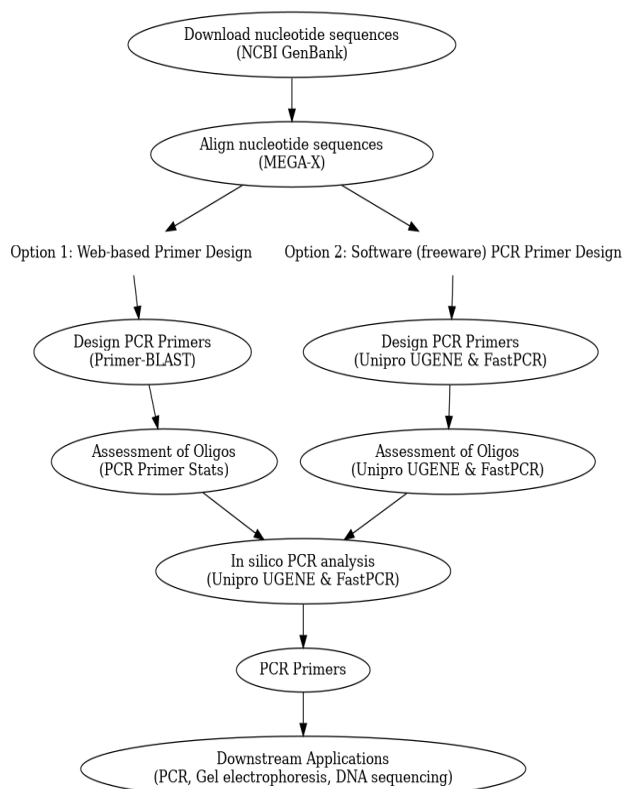 Download nucleotide sequences
(NCBI GenBank)
Align nucleotide sequences
(MEGA-X)
Option 1: Web-based Primer Design
Option 2: Software (freeware) PCR Primer Design
Design PCR Primers
(Primer-BLAST)
Design PCR Primers
(Unipro UGENE & FastPCR)
Assessment of Oligos
(PCR Primer Stats)
Assessment of Oligos
(Unipro UGENE & FastPCR)
In silico PCR analysis
(Unipro UGENE & FastPCR)
PCR Primers
Downstream Applications
(PCR, Gel electrophoresis, DNA sequencing)